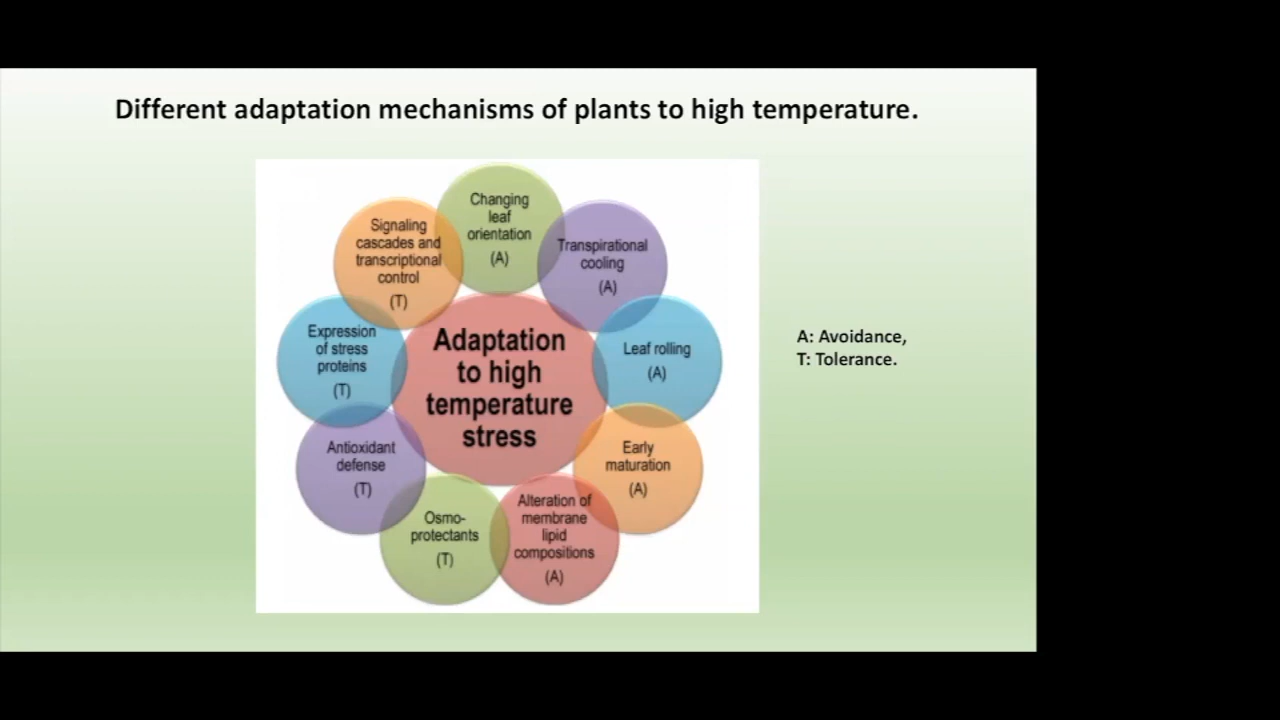 Different adaptation mechanisms of plants to high temperature.
Changing
leaf
orientation
(A)
Transpirational
cooling
(A)
Leaf rolling
(A)
Early
maturation
(A)
Alteration of
membrane
lipid
compositions
(A)
Osmo-
protectants
(T)
Antioxidant
defense
(T)
Expression
of stress
proteins
(T)
Signaling
cascades and
transcriptional
control
(T)
Adaptation
to high
temperature
stress
A: Avoidance,
T: Tolerance.